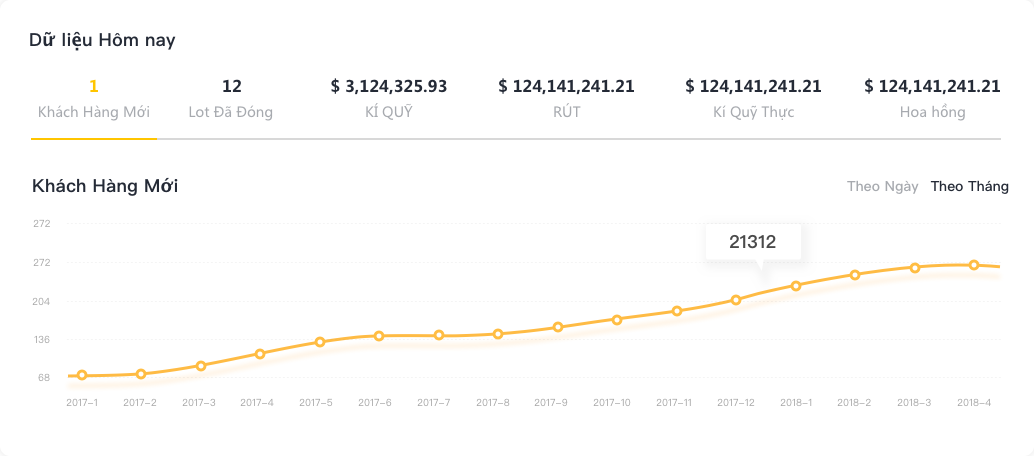 Dữ liệu Hôm nay
1 12 $ 3,124,325.93 $ 124,141,241.21 $ 124,141,241.21 $ 124,141,241.21
Khách Hàng Mới Lot Đã Đóng KÍ QUỸ RÚT Kí Quỹ Thực Hoa hồng
Khách Hàng Mới Theo Ngày Theo Tháng
272
21312
272
204
136
68
2017-1 2017-2 2017-3 2017-4 2017-5 2017-6 2017-7 2017-8 2017-9 2017-10 2017-11 2017-12 2018-1 2018-2 2018-3 2018-4